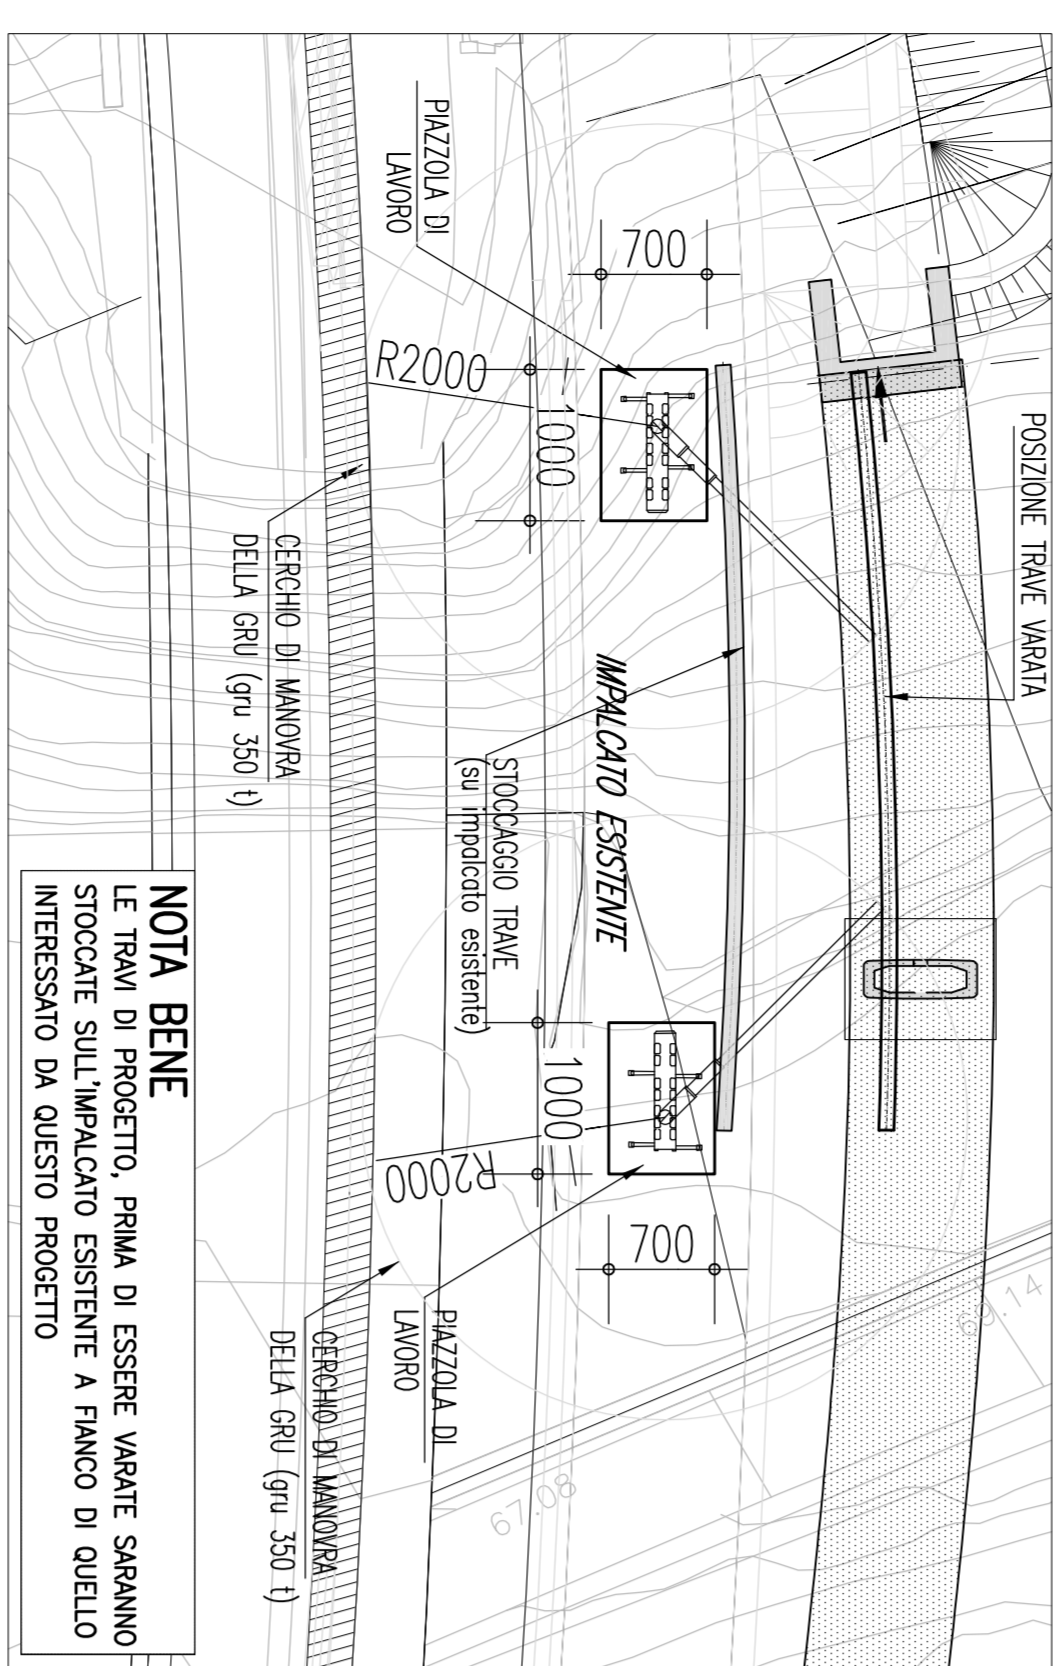 POSIZIONE TRAVE VARATA
PIAZZOLA DI
LAVORO
700
R2000
1000
CERCHIO DI MANOVRA
DELLA GRU (gru 350 t)
IMPALCATO ESISTENTE
STOCCAGGIO TRAVE
(su impalcato esistente)
1000
R2000
700
PIAZZOLA DI
LAVORO
CERCHIO DI MANOVRA
DELLA GRU (gru 350 t)
69.14
67.08
NOTA BENE
LE TRAVI DI PROGETTO, PRIMA DI ESSERE VARATE SARANNO
STOCCATE SULL'IMPALCATO ESISTENTE A FIANCO DI QUELLO
INTERESSATO DA QUESTO PROGETTO